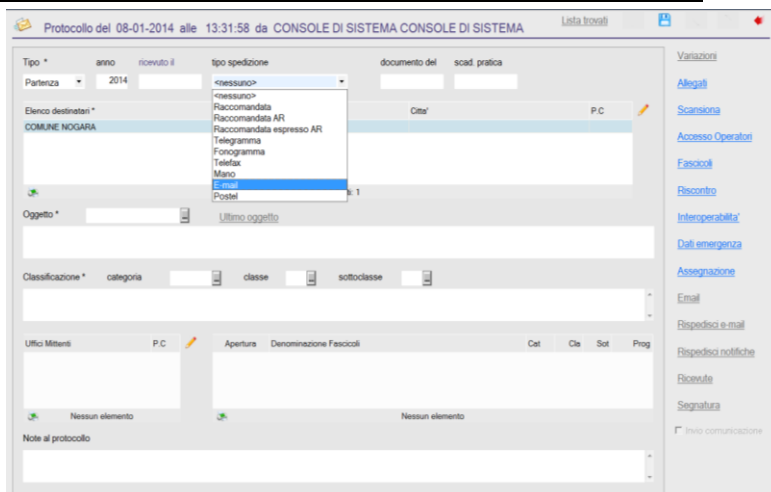 Protocollo del 08-01-2014 alle 13:31:58 da CONSOLE DI SISTEMA CONSOLE DI SISTEMA
Lista trovati
Tipo * anno ricevuto il tipo spedizione documento del scad. pratica
Partenza 2014 <nessuno>
<nessuno>
Raccomandata
Raccomandata AR
Raccomandata espresso AR
Telegramma
Fonogramma
Telefax
Mano
E-mail
Postel
Elenco destinatari * Citta' P.C
COMUNE NOGARA
: 1
Oggetto * Ultimo oggetto
Classificazione * categoria classe sottoclasse
Uffici Mittenti P.C Apertura Denominazione Fascicoli Cat Cla Sot Prog
Nessun elemento Nessun elemento
Note al protocollo
Variazioni
Allegati
Scansiona
Accesso Operatori
Fascicoli
Riscontro
Interoperabilita'
Dati emergenza
Assegnazione
Email
Rispedisci e-mail
Rispedisci notifiche
Ricevute
Segnatura
Invio comunicazione